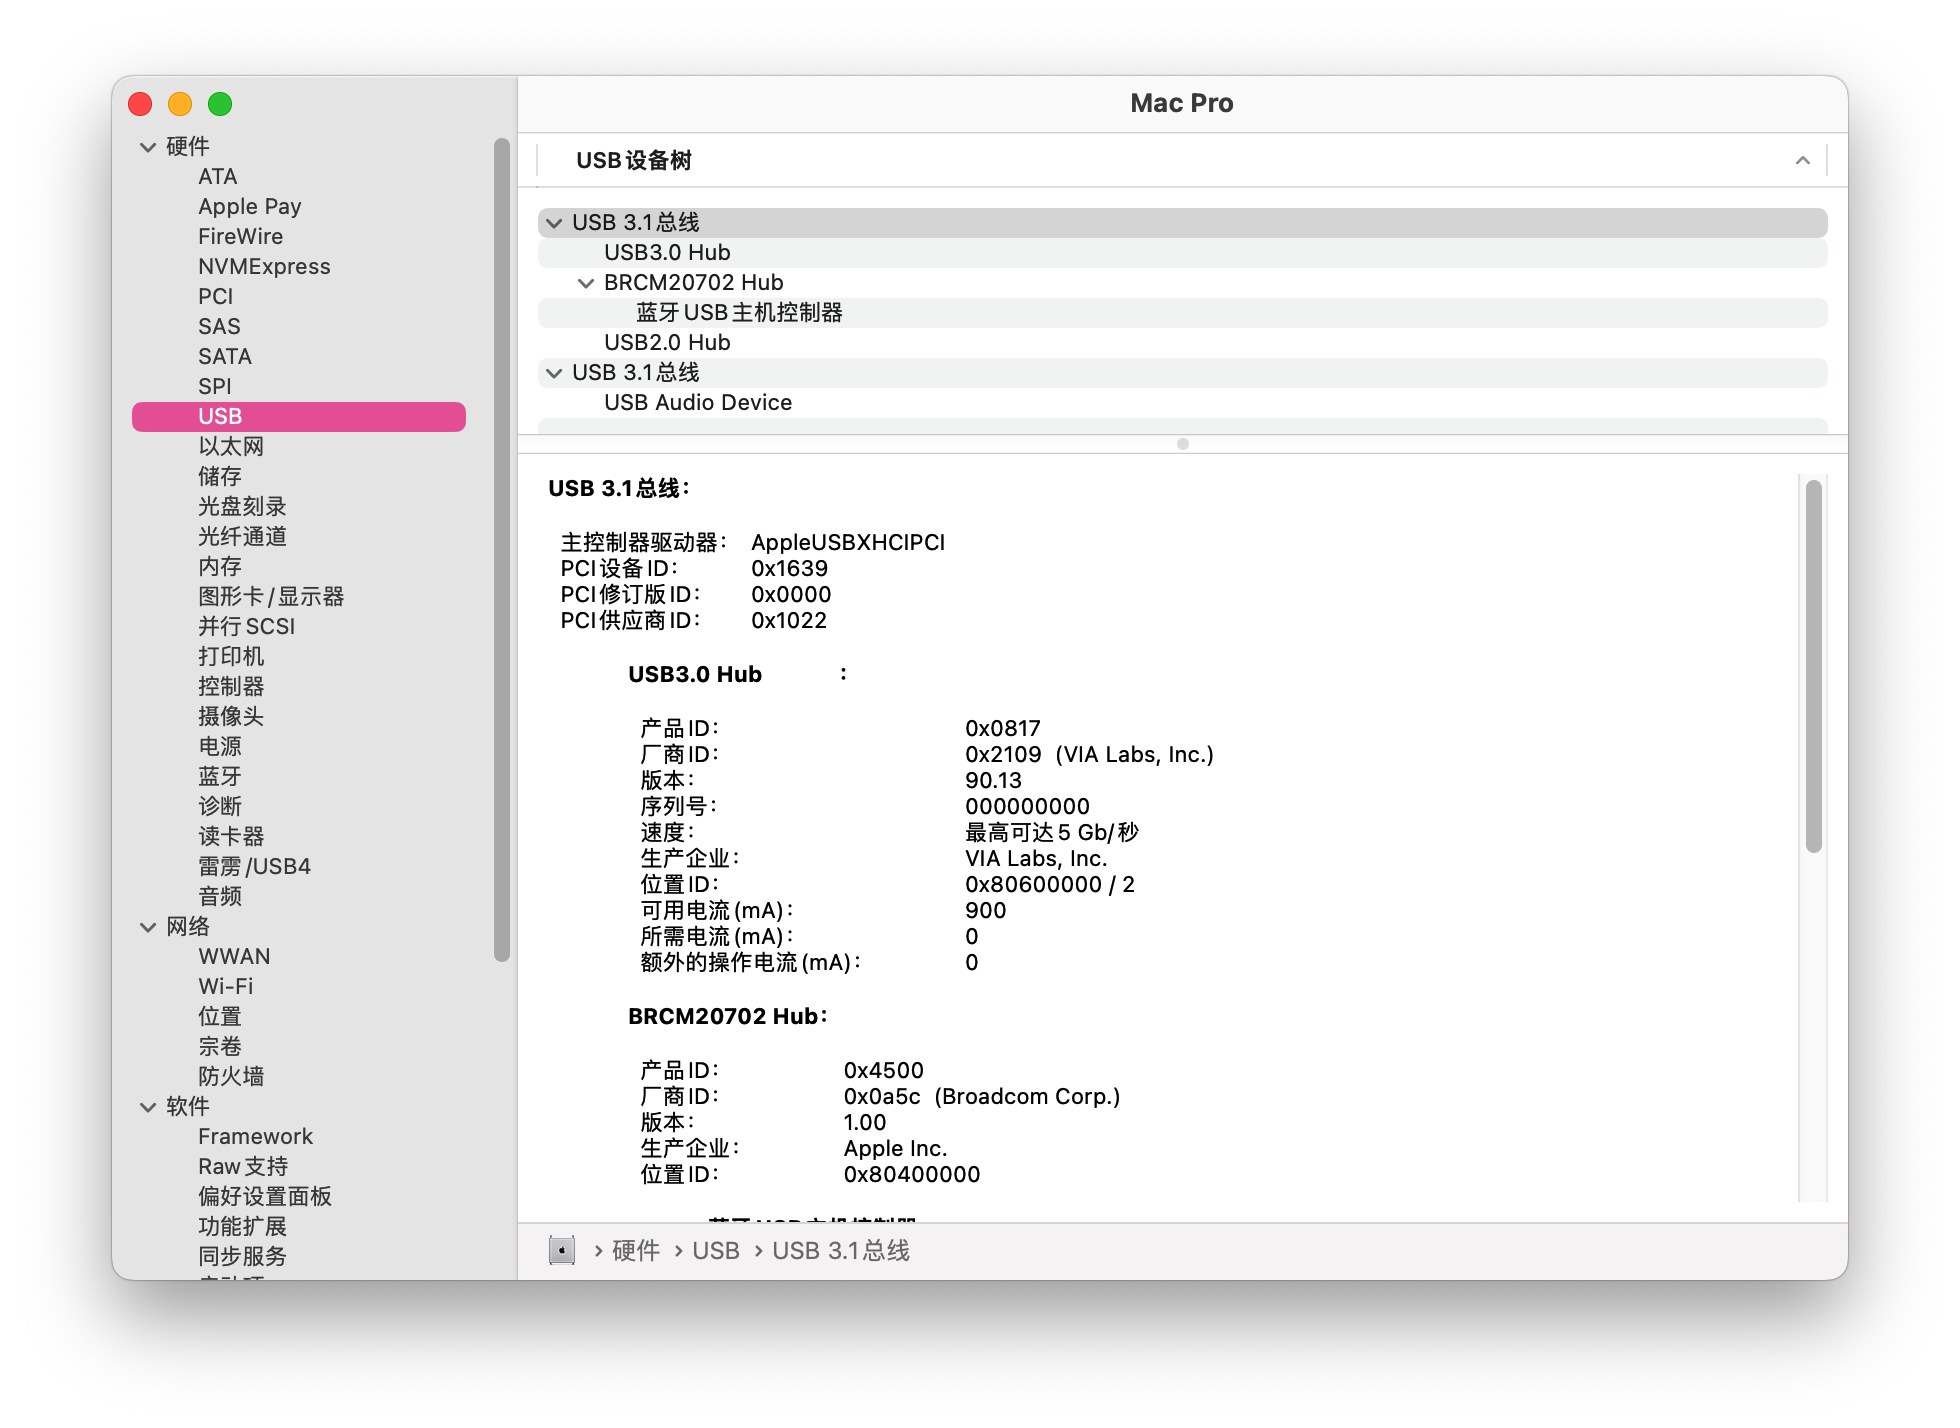 Mac Pro
硬件
ATA
Apple Pay
FireWire
NVMExpress
PCI
SAS
SATA
SPI
USB
以太网
储存
光盘刻录
光纤通道
内存
图形卡/显示器
并行SCSI
打印机
控制器
摄像头
电源
蓝牙
诊断
读卡器
雷雳/USB4
音频
网络
WWAN
Wi-Fi
位置
宗卷
防火墙
软件
Framework
Raw支持
偏好设置面板
功能扩展
同步服务
USB设备树
USB 3.1总线
USB3.0 Hub
BRCM20702 Hub
蓝牙USB主机控制器
USB2.0 Hub
USB 3.1总线
USB Audio Device
USB 3.1总线：
主控制器驱动器： AppleUSBXHCIPCI
PCI设备ID： 0x1639
PCI修订版ID： 0x0000
PCI供应商ID： 0x1022
USB3.0 Hub ：
产品ID： 0x0817
厂商ID： 0x2109 (VIA Labs, Inc.)
版本： 90.13
序列号： 000000000
速度： 最高可达5 Gb/秒
生产企业： VIA Labs, Inc.
位置ID： 0x80600000 / 2
可用电流(mA)： 900
所需电流(mA)： 0
额外的操作电流(mA)： 0
BRCM20702 Hub：
产品ID： 0x4500
厂商ID： 0x0a5c (Broadcom Corp.)
版本： 1.00
生产企业： Apple Inc.
位置ID： 0x80400000
蓝牙USB主机控制器
› 硬件 › USB › USB 3.1总线